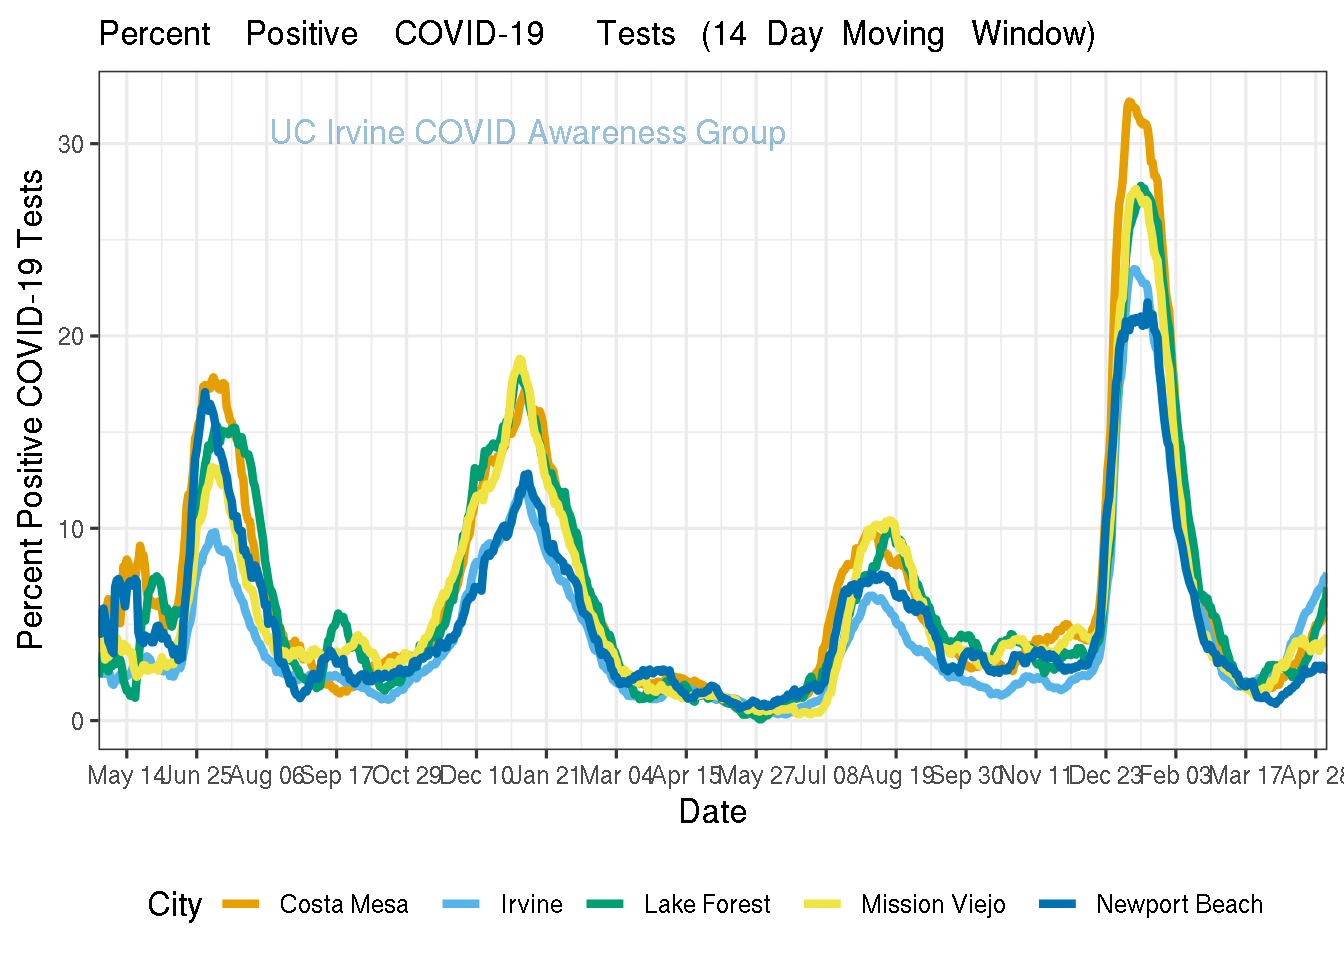 Percent Positive COVID-19 Tests (14 Day Moving Window)
UC Irvine COVID Awareness Group
Percent Positive COVID-19 Tests
30
20
10
0
May 14 Jun 25 Aug 06 Sep 17 Oct 29 Dec 10 Jan 21 Mar 04 Apr 15 May 27 Jul 08 Aug 19 Sep 30 Nov 11 Dec 23 Feb 03 Mar 17 Apr 28
Date
City Costa Mesa Irvine Lake Forest Mission Viejo Newport Beach